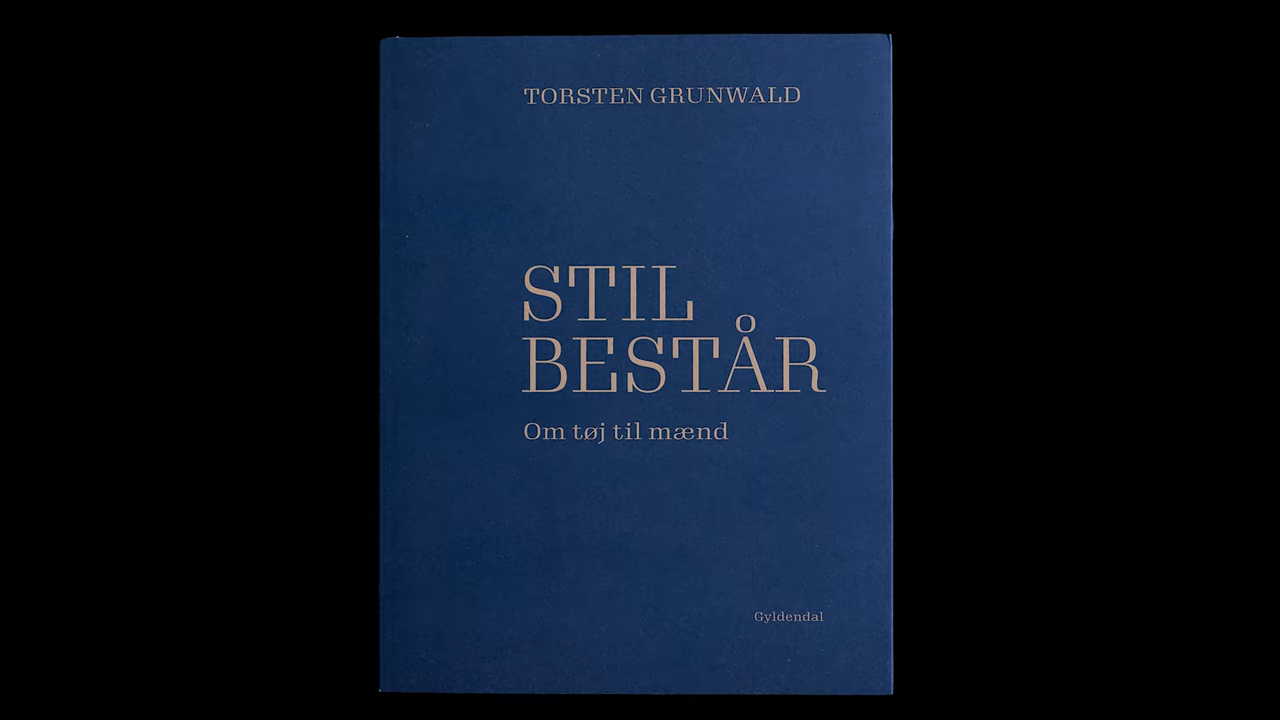 TORSTEN GRUNWALD
STIL
BESTÅR
Om tøj til mænd
Gyldendal